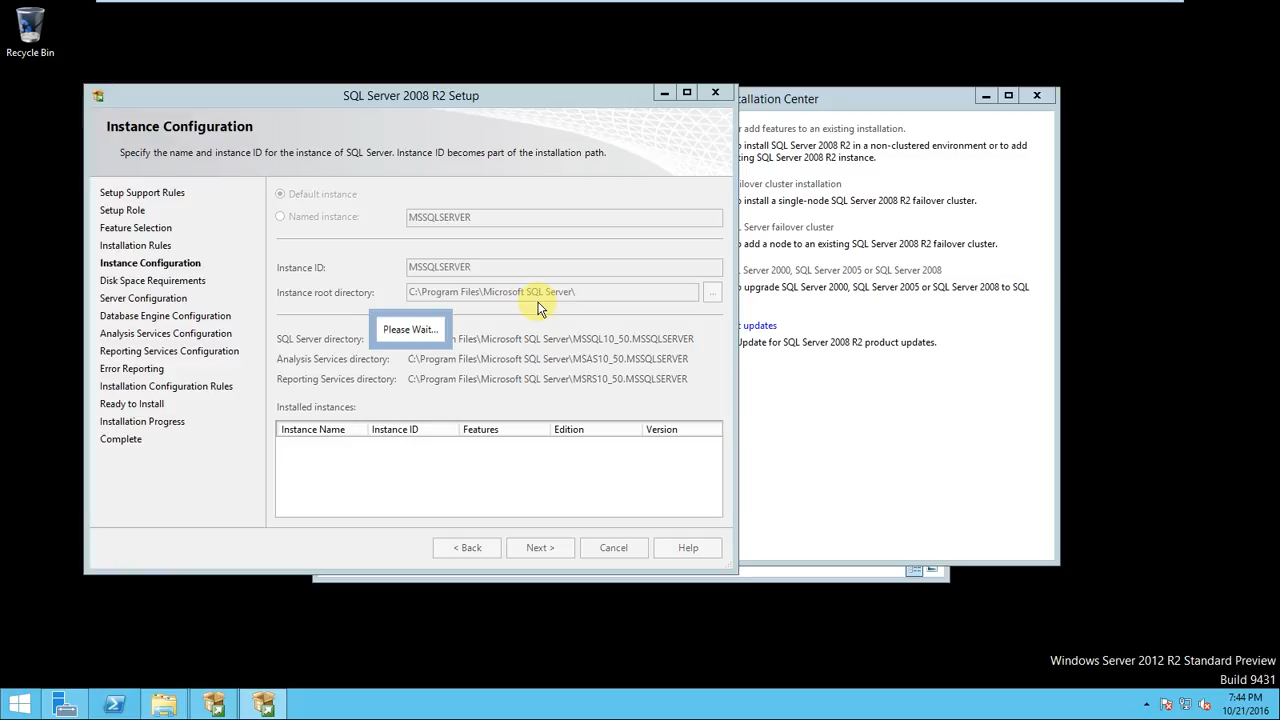 Recycle Bin
SQL Server 2008 R2 Setup
Instance Configuration
Specify the name and instance ID for the instance of SQL Server. Instance ID becomes part of the installation path.
Setup Support Rules
Setup Role
Feature Selection
Installation Rules
Instance Configuration
Disk Space Requirements
Server Configuration
Database Engine Configuration
Analysis Services Configuration
Reporting Services Configuration
Error Reporting
Installation Configuration Rules
Ready to Install
Installation Progress
Complete
Default instance
Named instance: MSSQLSERVER
Instance ID: MSSQLSERVER
Instance root directory: C:\Program Files\Microsoft SQL Server\ ...
Please Wait...
SQL Server directory: m Files\Microsoft SQL Server\MSSQL10_50.MSSQLSERVER
Analysis Services directory: C:\Program Files\Microsoft SQL Server\MSAS10_50.MSSQLSERVER
Reporting Services directory: C:\Program Files\Microsoft SQL Server\MSRS10_50.MSSQLSERVER
Installed instances:
Instance Name Instance ID Features Edition Version
< Back Next > Cancel Help
allation Center
r add features to an existing installation.
o install SQL Server 2008 R2 in a non-clustered environment or to add
ting SQL Server 2008 R2 instance.
ilover cluster installation
o install a single-node SQL Server 2008 R2 failover cluster.
Server failover cluster
o add a node to an existing SQL Server 2008 R2 failover cluster.
L Server 2000, SQL Server 2005 or SQL Server 2008
o upgrade SQL Server 2000, SQL Server 2005 or SQL Server 2008 to SQL
t updates
Update for SQL Server 2008 R2 product updates.
Windows Server 2012 R2 Standard Preview
Build 9431
7:44 PM
10/21/2016